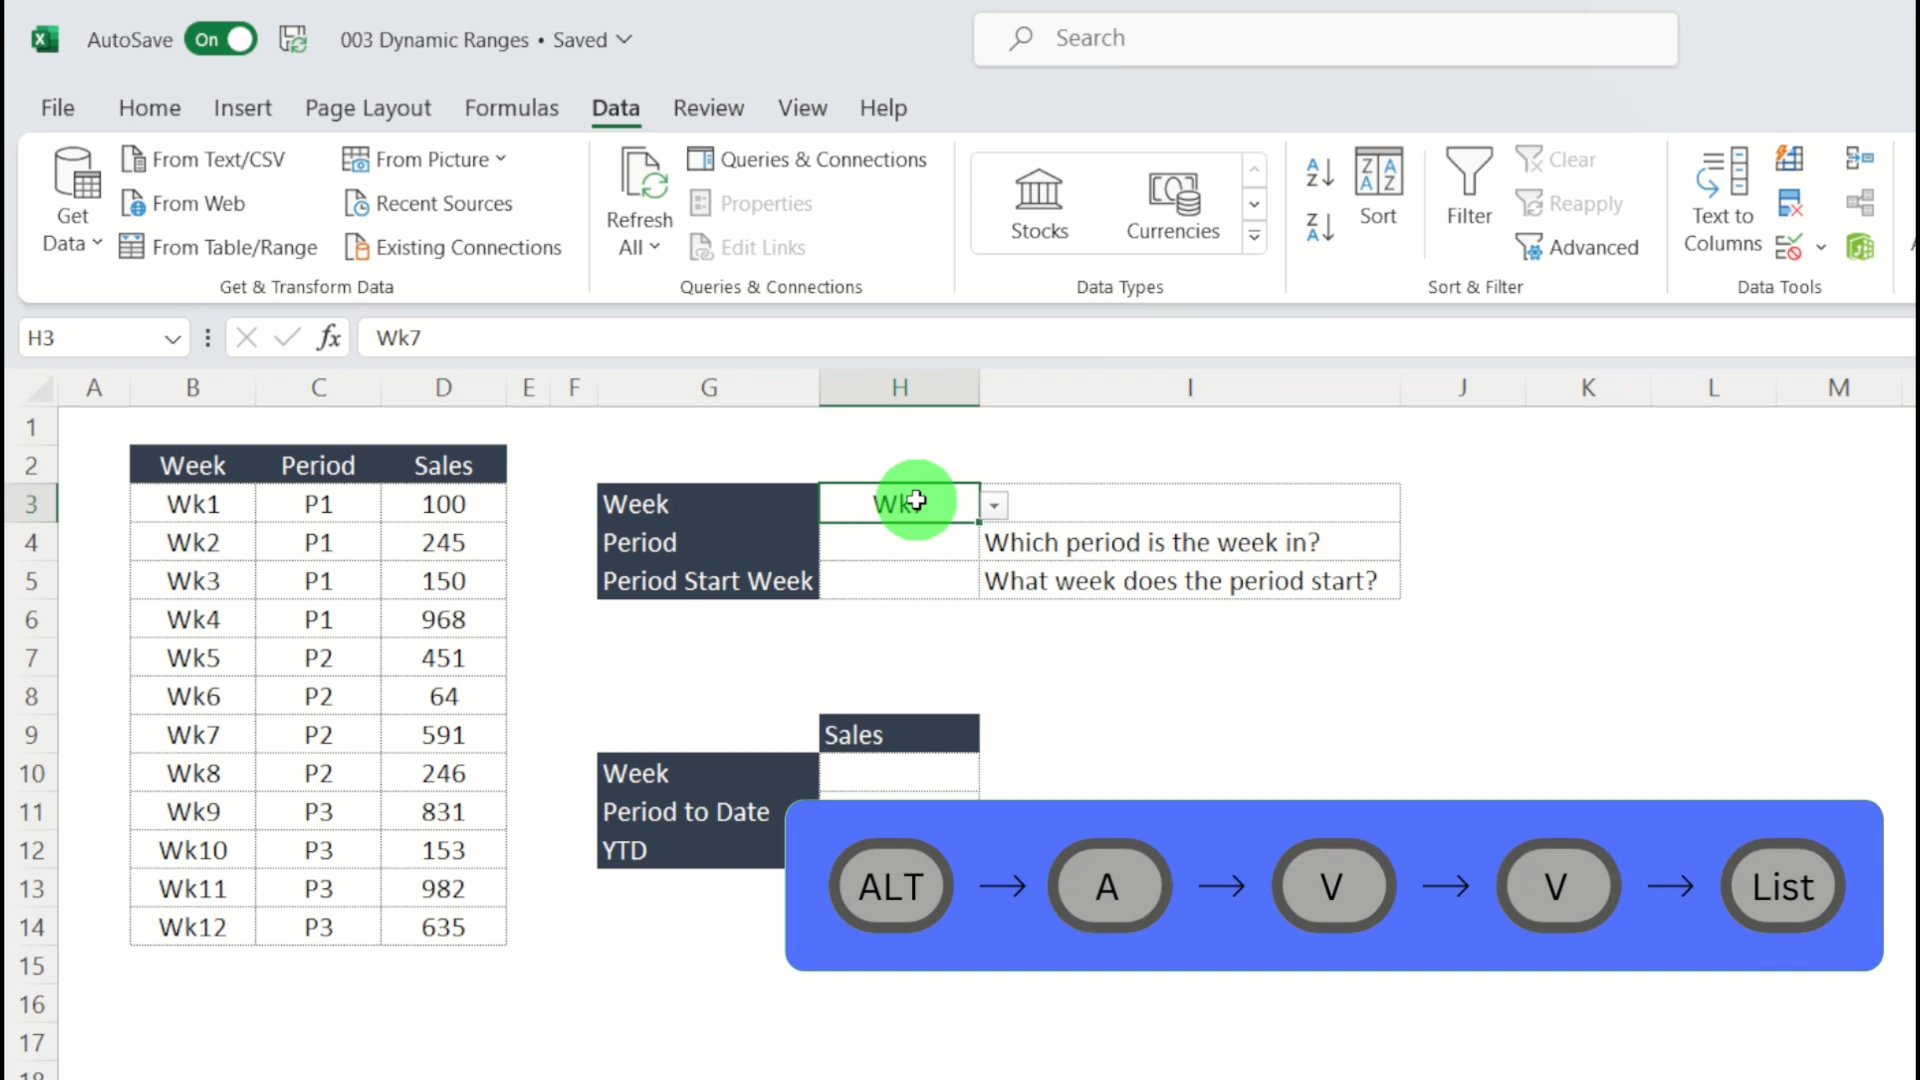 AutoSave On 003 Dynamic Ranges • Saved Search
File Home Insert Page Layout Formulas Data Review View Help
Get Data
From Text/CSV
From Web
From Table/Range
From Picture
Recent Sources
Existing Connections
Get & Transform Data
Refresh All
Queries & Connections
Properties
Edit Links
Queries & Connections
Stocks Currencies
Data Types
Sort
Filter
Clear
Reapply
Advanced
Sort & Filter
Text to Columns
Data Tools
H3 fx Wk7
A B C D E F G H I J K L M
1
2 Week Period Sales
3 Wk1 P1 100 Week
4 Wk2 P1 245 Period Which period is the week in?
5 Wk3 P1 150 Period Start Week What week does the period start?
6 Wk4 P1 968
7 Wk5 P2 451
8 Wk6 P2 64
9 Wk7 P2 591 Sales
10 Wk8 P2 246 Week
11 Wk9 P3 831 Period to Date
12 Wk10 P3 153 YTD
13 Wk11 P3 982
14 Wk12 P3 635
15
16
17
ALT → A → V → V → List